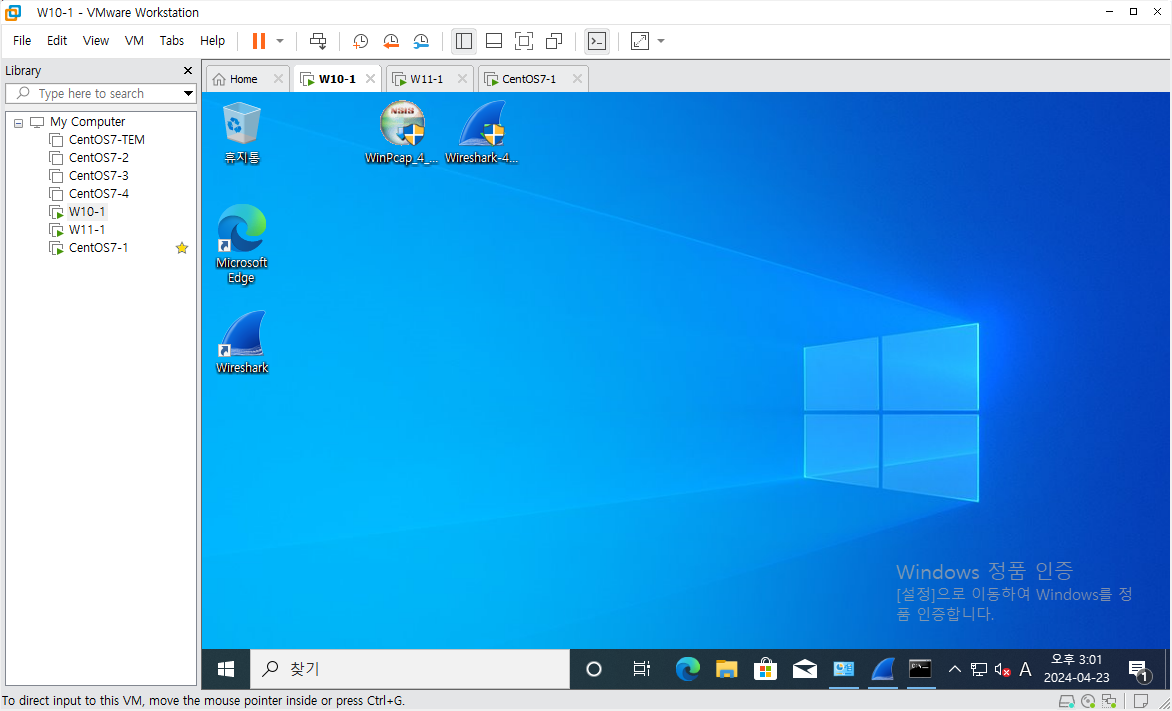 W10-1 - VMware Workstation
File Edit View VM Tabs Help
Library
Type here to search
My Computer
CentOS7-TEM
CentOS7-2
CentOS7-3
CentOS7-4
W10-1
W11-1
CentOS7-1
Home W10-1 W11-1 CentOS7-1
휴지통
WinPcap_4_...
Wireshark-4...
NSIS
Microsoft
Edge
Wireshark
Windows 정품 인증
[설정]으로 이동하여 Windows를 정
품 인증합니다.
찾기
A
오후 3:01
2024-04-23
1
To direct input to this VM, move the mouse pointer inside or press Ctrl+G.